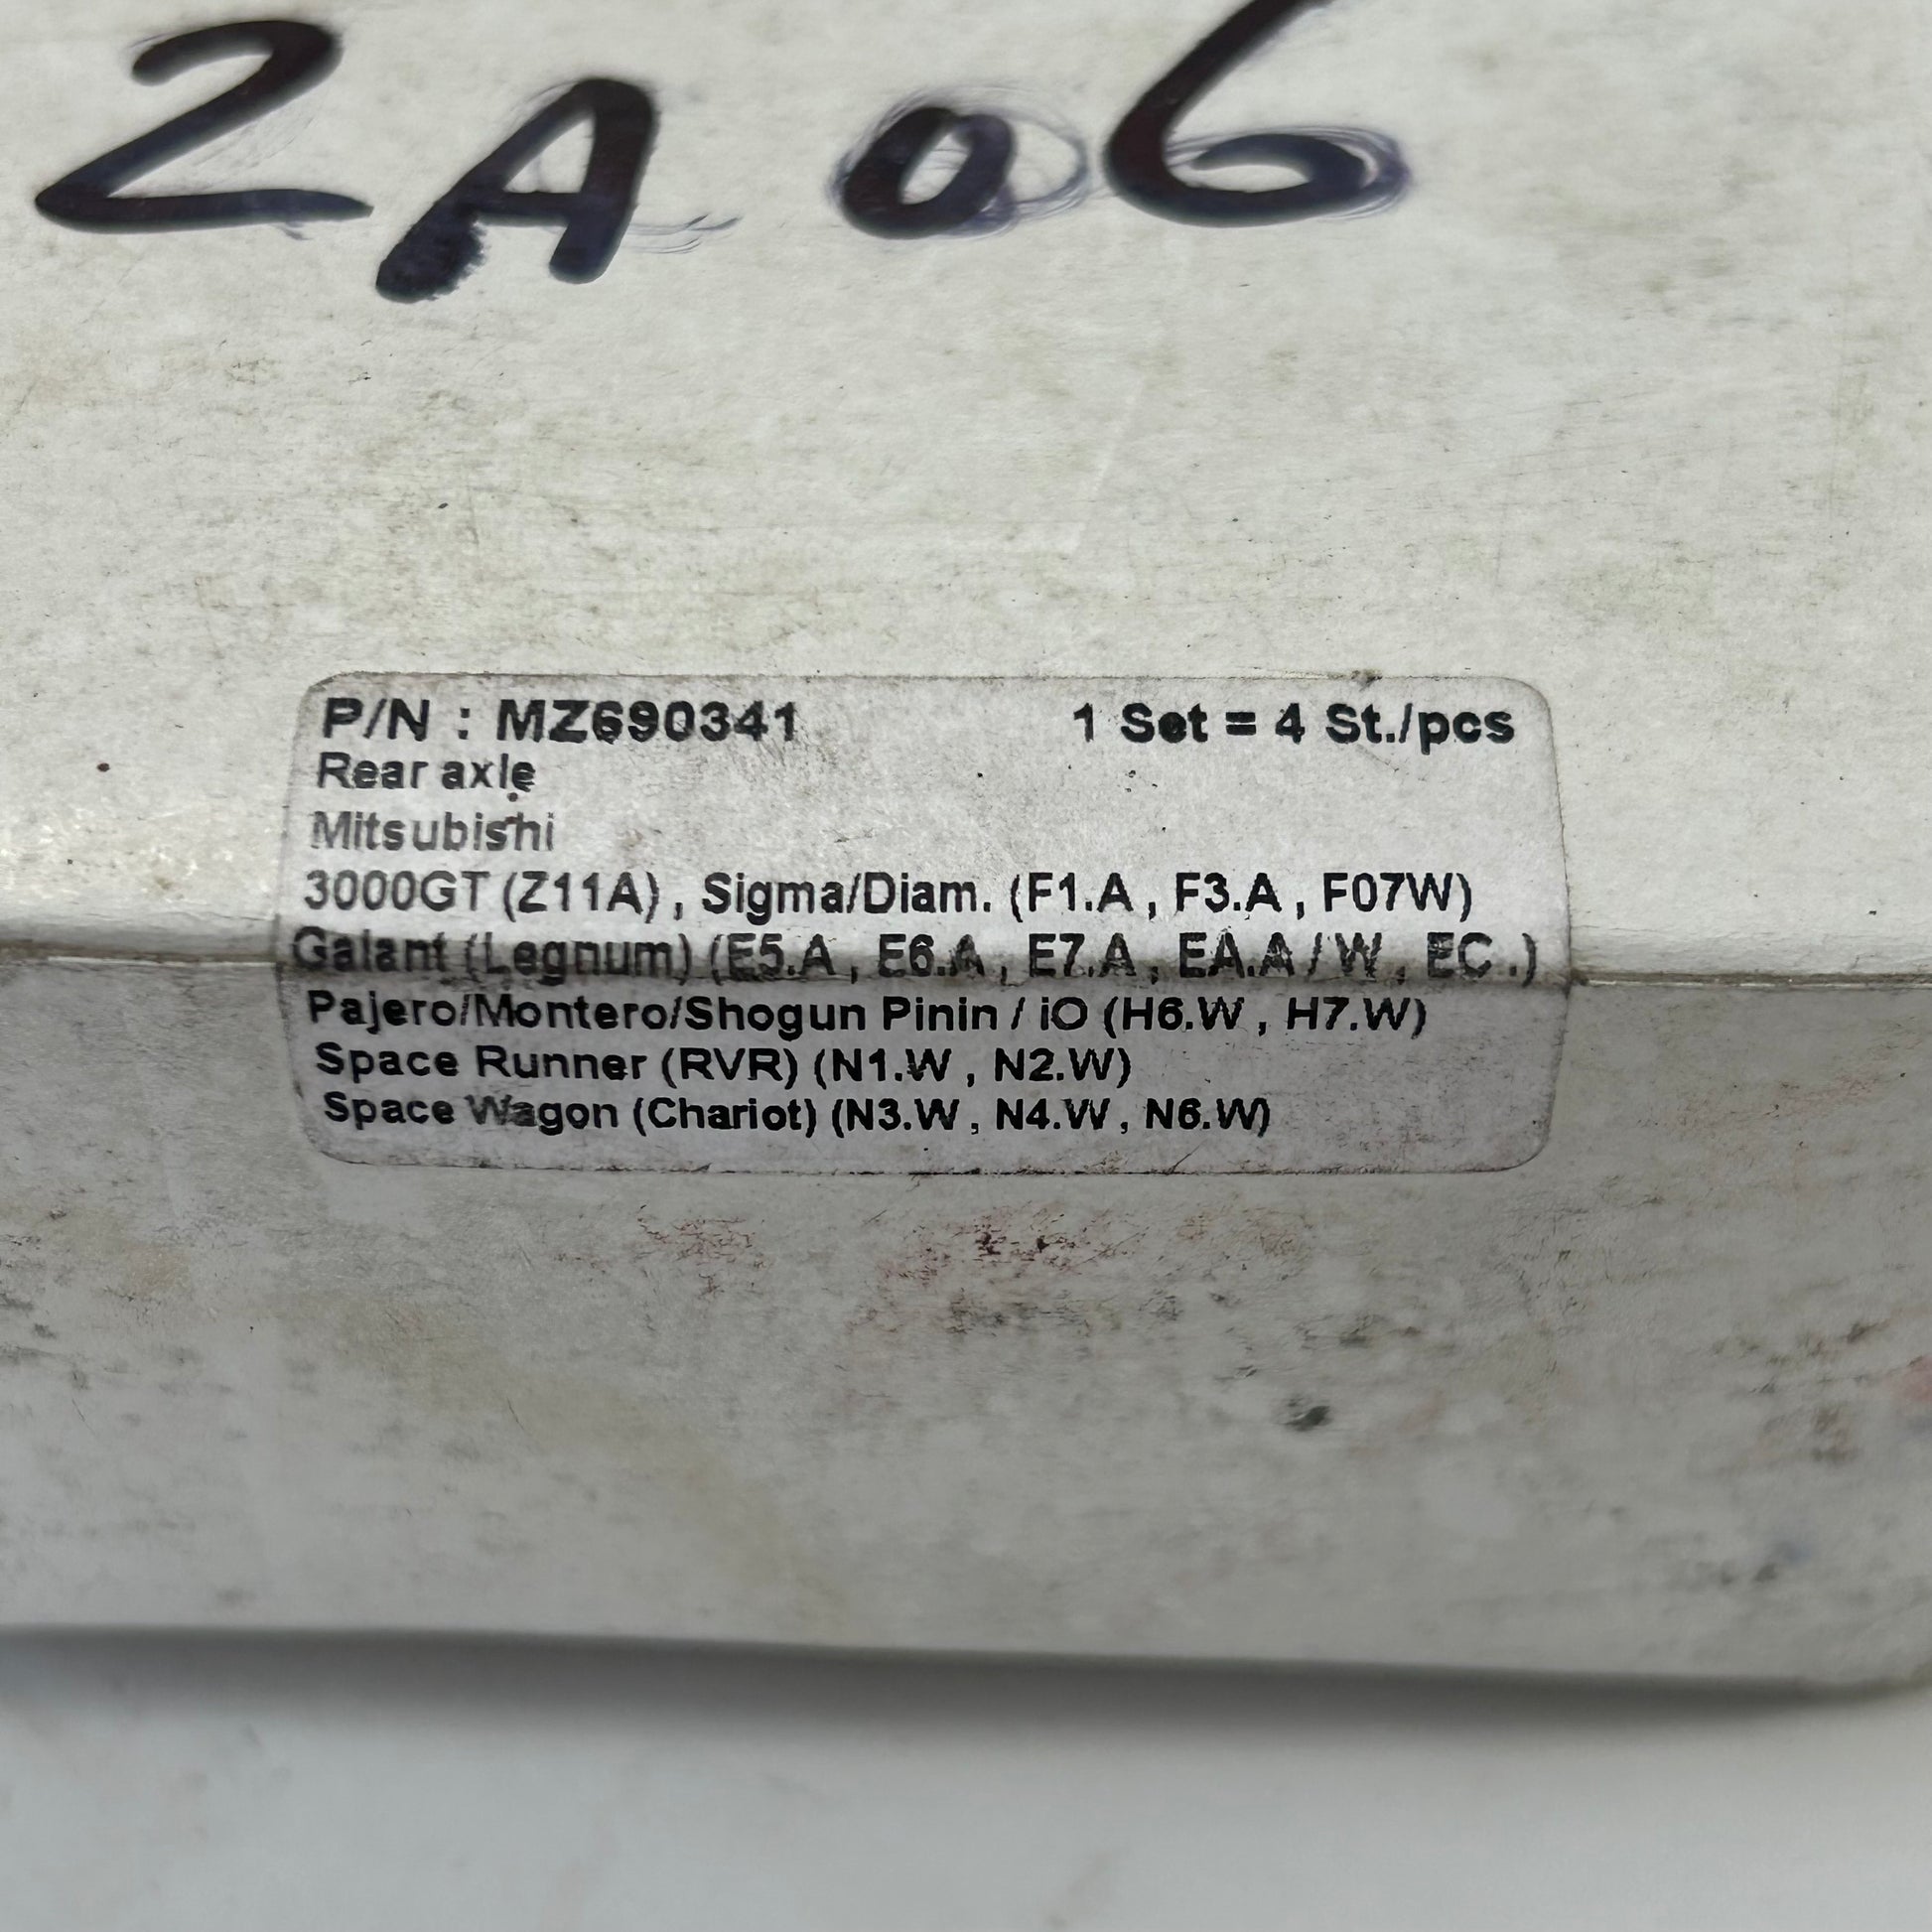 2A06
P/N : MZ690341 1 Set = 4 St./pcs
Rear axle
Mitsubishi
3000GT (Z11A) , Sigma/Diam. (F1.A , F3.A , F07W)
Galant (Legnum) (E5.A , E6.A , E7.A , EA.A / W , EC .)
Pajero/Montero/Shogun Pinin / iO (H6.W , H7.W)
Space Runner (RVR) (N1.W , N2.W)
Space Wagon (Chariot) (N3.W , N4.W , N6.W)